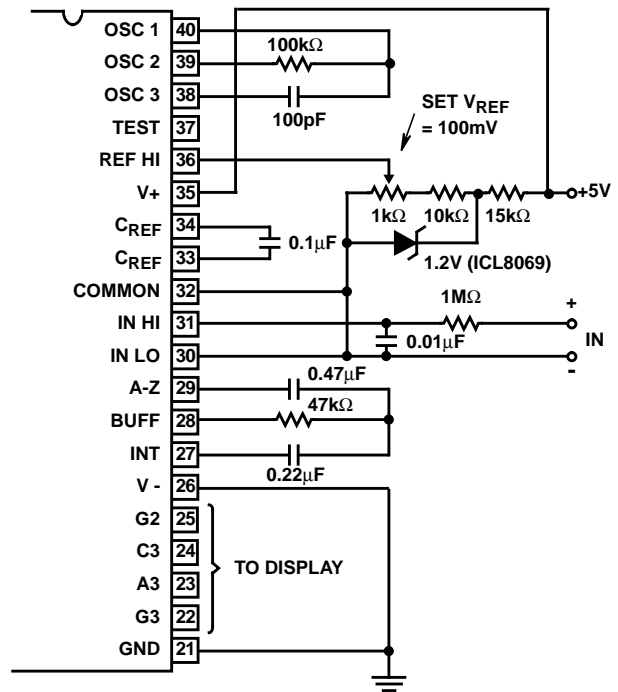 OSC 1 40
OSC 2 39
OSC 3 38
TEST 37
REF HI 36
V+ 35
CREF 34
CREF 33
COMMON 32
IN HI 31
IN LO 30
A-Z 29
BUFF 28
INT 27
V - 26
G2 25
C3 24
A3 23
G3 22
GND 21
100kΩ
100pF
SET VREF
= 100mV
+5V
1kΩ 10kΩ 15kΩ
0.1μF
1.2V (ICL8069)
1MΩ
+
IN
0.01μF
-
0.47μF
47kΩ
0.22μF
TO DISPLAY